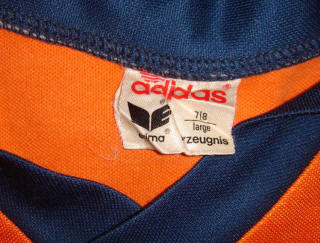 adidas
7/8
large
erima
rzeugnis